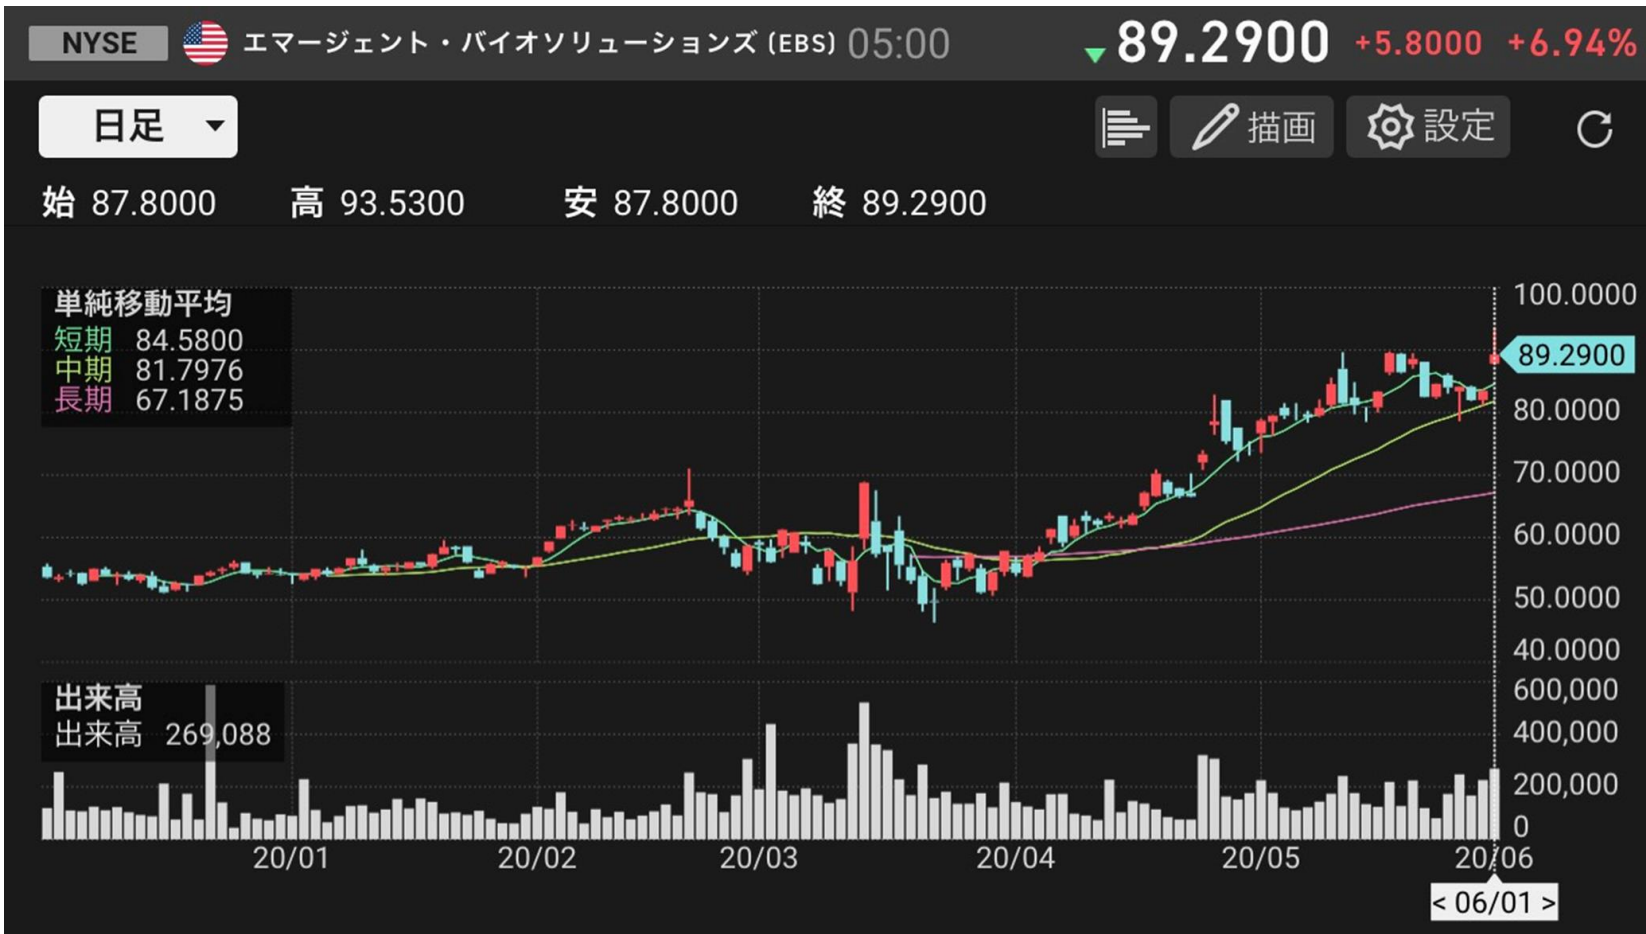 NYSE エマージェント・バイオソリューションズ (EBS) 05:00 ▼89.2900 +5.8000 +6.94%
日足 ▼ 描画 設定
始 87.8000 高 93.5300 安 87.8000 終 89.2900
単純移動平均
短期 84.5800
中期 81.7976
長期 67.1875
100.0000
89.2900
80.0000
70.0000
60.0000
50.0000
40.0000
出来高
出来高 269,088
600,000
400,000
200,000
0
20/01 20/02 20/03 20/04 20/05 20/06
< 06/01 >